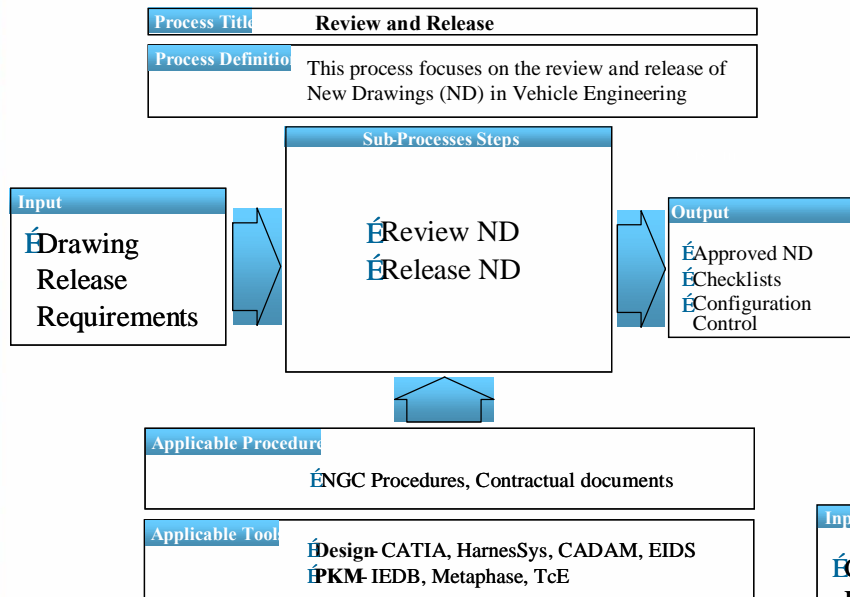 Process Title
Review and Release
Process Definition
This process focuses on the review and release of
New Drawings (ND) in Vehicle Engineering
Sub-Processes Steps
Input
ÉDrawing
Release
Requirements
ÉReview ND
ÉRelease ND
Output
ÉApproved ND
ÉChecklists
ÉConfiguration
Control
Applicable Procedure
ÉNGC Procedures, Contractual documents
Applicable Tools
ÉDesign- CATIA, HarnesSys, CADAM, EIDS
ÉPKM- IEDB, Metaphase, TcE
Inp